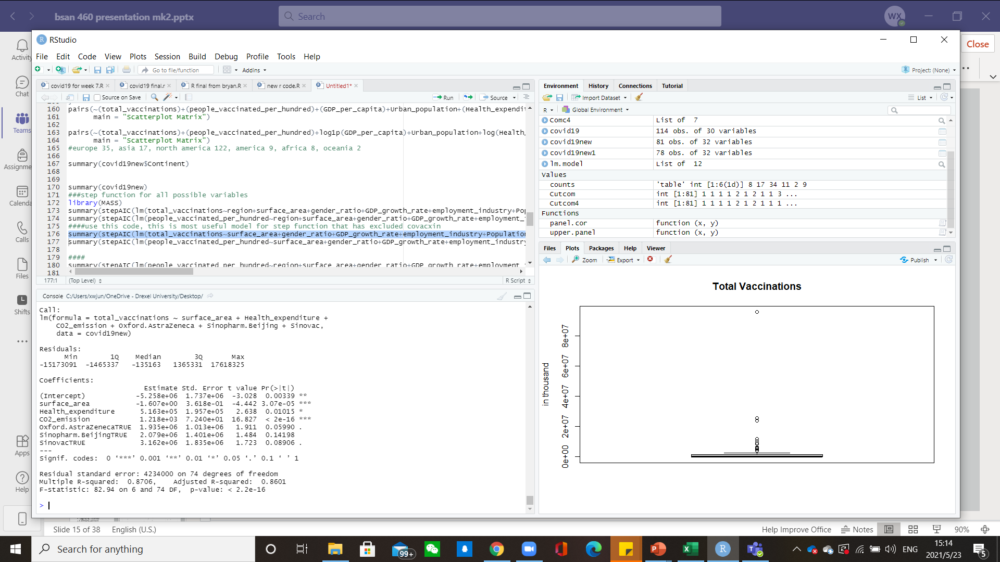 bsan 460 presentation mk2.pptx
Search
WX
RStudio
Close
File Edit Code View Plots Session Build Debug Profile Tools Help
Go to file/function
Addins
Project: (None)
Activity
Chat
Teams
Assignme
Calenda
Calls
Files
Shifts
Apps
Help
covid19 for week 7.R
covid19 final.r
R final from bryan.R
new r code.R
Untitled1*
Source on Save
Run
Source
160 pairs(~(total_vaccinations)+(people_vaccinated_per_hundred)+(GDP_per_capita)+Urban_population+(Health_expendit
161 main = "Scatterplot Matrix")
162
163 pairs(~(total_vaccinations)+(people_vaccinated_per_hundred)+log1p(GDP_per_capita)+Urban_population+log(Health_
164 main = "Scatterplot Matrix")
165 #europe 35, asia 17, north america 122, america 9, africa 8, oceania 2
166
167 summary(covid19new$Continent)
168
169
170 summary(covid19new)
171 ###step function for all possible variables
172 library(MASS)
173 summary(stepAIC(lm(total_vaccinations~region+surface_area+gender_ratio+GDP_growth_rate+employment_industry+Po
174 summary(stepAIC(lm(people_vaccinated_per_hundred~region+surface_area+gender_ratio+GDP_growth_rate+employment_
175 ####use this code, this is most useful model for step function that has excluded covacxin
176 summary(stepAIC(lm(total_vaccinations~surface_area+gender_ratio+GDP_growth_rate+employment_industry+Population
177 summary(stepAIC(lm(people_vaccinated_per_hundred~surface_area+gender_ratio+GDP_growth_rate+employment_industry
178
179 ####
180 summary(stepAIC(lm(people_vaccinated_per_hundred~region+surface_area+gender_ratio+GDP_growth_rate+employment_
181
177:1 (Top Level)
R Script
Console C:/Users/xwjun/OneDrive - Drexel University/Desktop/
Call:
lm(formula = total_vaccinations ~ surface_area + Health_expenditure +
CO2_emission + Oxford.AstraZeneca + Sinopharm.Beijing + Sinovac,
data = covid19new)
Residuals:
Min 1Q Median 3Q Max
-15173091 -1465337 -135163 1365331 17618325
Coefficients:
Estimate Std. Error t value Pr(>|t|)
(Intercept) -5.258e+06 1.737e+06 -3.028 0.00339 **
surface_area -1.607e+00 3.618e-01 -4.442 3.07e-05 ***
Health_expenditure 5.163e+05 1.957e+05 2.638 0.01015 *
CO2_emission 1.218e+03 7.240e+01 16.827 < 2e-16 ***
Oxford.AstraZenecaTRUE 1.935e+06 1.013e+06 1.911 0.05990 .
Sinopharm.BeijingTRUE 2.079e+06 1.401e+06 1.484 0.14198
SinovacTRUE 3.162e+06 1.835e+06 1.723 0.08906 .
---
Signif. codes: 0 ‘***’ 0.001 ‘**’ 0.01 ‘*’ 0.05 ‘.’ 0.1 ‘ ’ 1
Residual standard error: 4234000 on 74 degrees of freedom
Multiple R-squared: 0.8706, Adjusted R-squared: 0.8601
F-statistic: 82.94 on 6 and 74 DF, p-value: < 2.2e-16
>
Environment History Connections Tutorial
Import Dataset
List
R Global Environment
Comc4 List of 7
covid19 114 obs. of 30 variables
covid19new 81 obs. of 32 variables
covid19new1 78 obs. of 32 variables
lm.model List of 12
Values
counts 'table' int [1:6(1d)] 8 17 34 11 2 9
Cutcom int [1:81] 1 1 1 1 2 1 2 1 1 3 ...
Cutcom4 int [1:81] 1 1 1 1 2 1 2 1 1 1 ...
Functions
panel.cor function (x, y)
upper.panel function (x, y)
Files Plots Packages Help Viewer
Zoom Export
Publish
Total Vaccinations
in thousand
0e+00 2e+07 4e+07 6e+07 8e+07
Slide 15 of 38 English (U.S.)
Help Improve Office Notes 90%
Search for anything
99+
ENG
15:14
2021/5/23
5